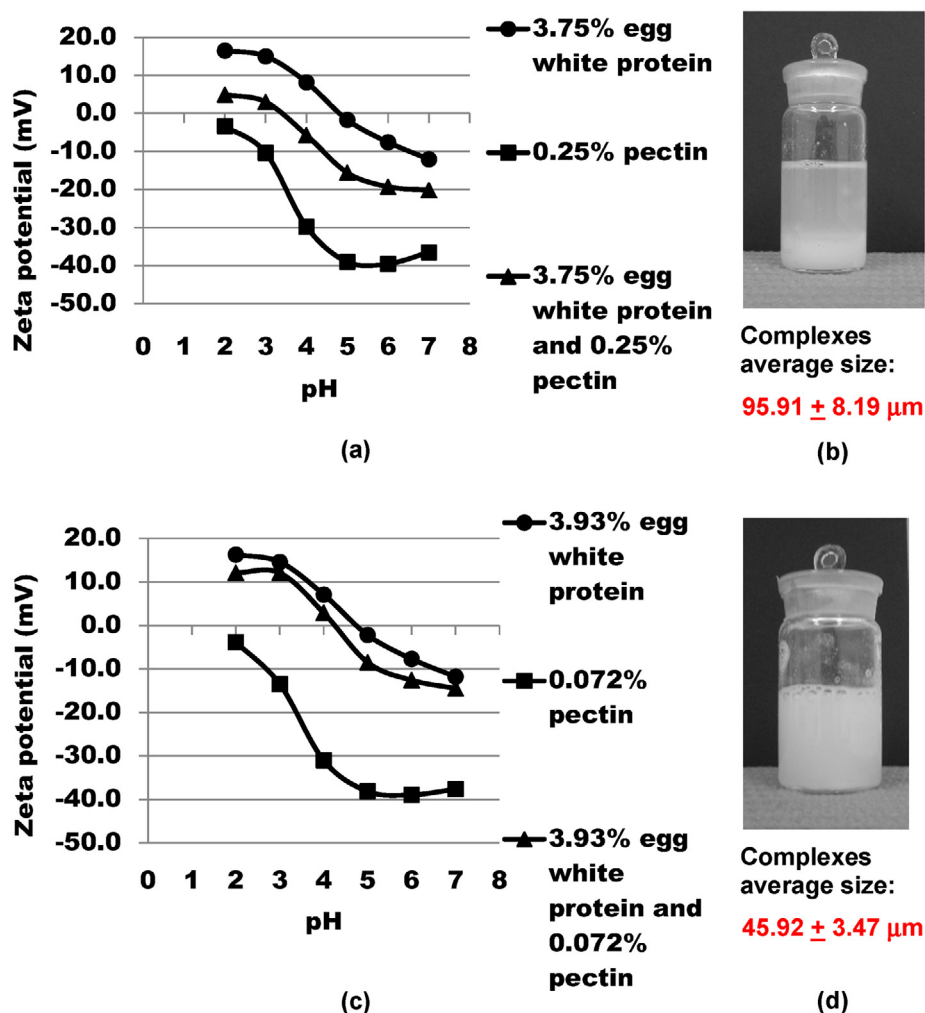 Zeta potential (mV)
20.0
10.0
0.0
-10.0
-20.0
-30.0
-40.0
-50.0
0 1 2 3 4 5 6 7 8
pH
3.75% egg
white protein
0.25% pectin
3.75% egg
white protein
and 0.25%
pectin
(a)
Complexes
average size:
95.91 ± 8.19 μm
(b)
Zeta potential (mV)
20.0
10.0
0.0
-10.0
-20.0
-30.0
-40.0
-50.0
0 1 2 3 4 5 6 7 8
pH
3.93% egg
white
protein
0.072%
pectin
3.93% egg
white
protein and
0.072%
pectin
(c)
Complexes
average size:
45.92 ± 3.47 μm
(d)